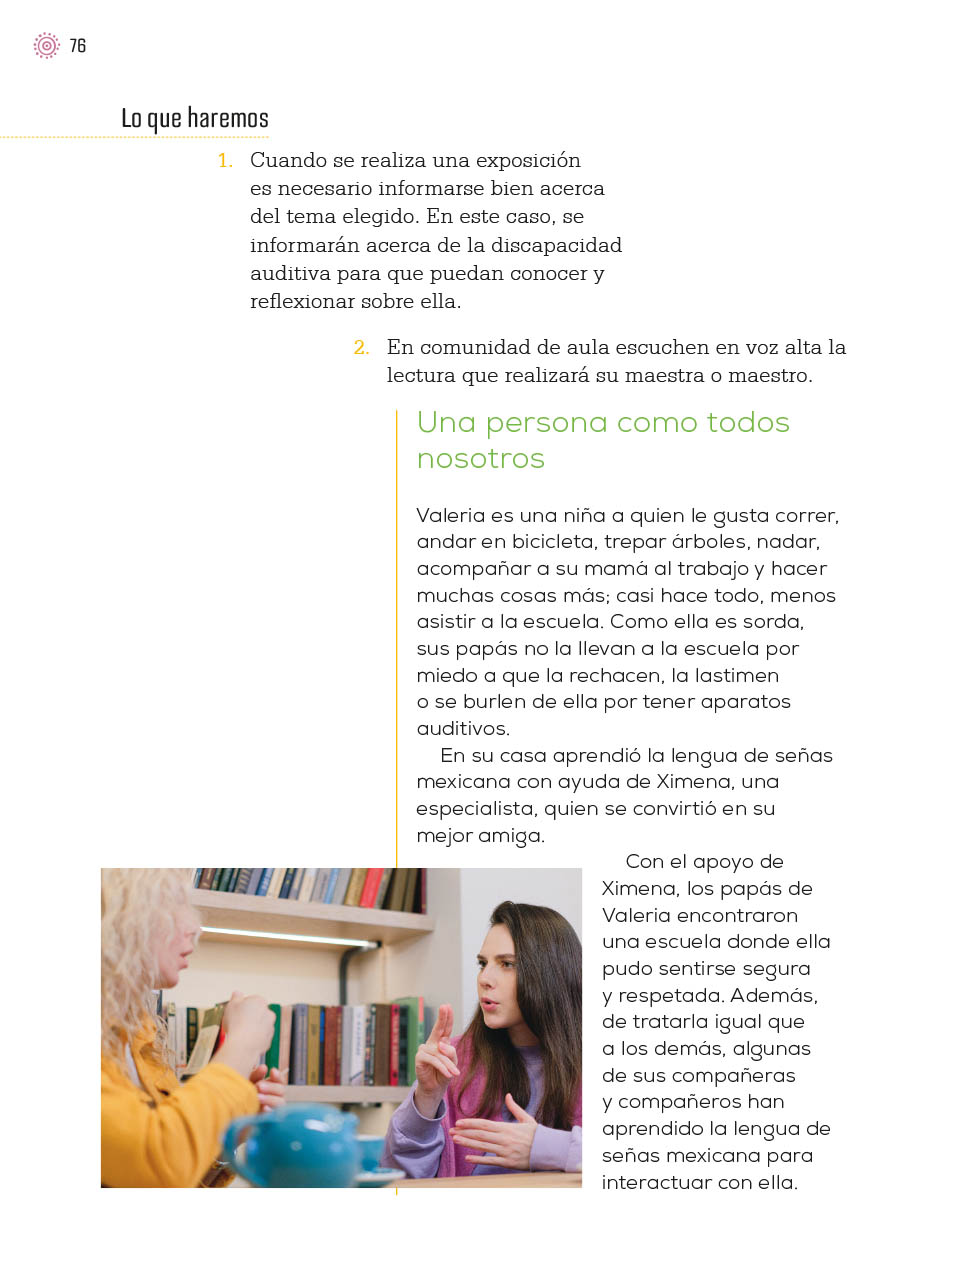 76
Lo que haremos
1. Cuando se realiza una exposición
es necesario informarse bien acerca
del tema elegido. En este caso, se
informarán acerca de la discapacidad
auditiva para que puedan conocer y
reflexionar sobre ella.
2. En comunidad de aula escuchen en voz alta la
lectura que realizará su maestra o maestro.
Una persona como todos
nosotros
Valeria es una niña a quien le gusta correr,
andar en bicicleta, trepar árboles, nadar,
acompañar a su mamá al trabajo y hacer
muchas cosas más; casi hace todo, menos
asistir a la escuela. Como ella es sorda,
sus papás no la llevan a la escuela por
miedo a que la rechacen, la lastimen
o se burlen de ella por tener aparatos
auditivos.
En su casa aprendió la lengua de señas
mexicana con ayuda de Ximena, una
especialista, quien se convirtió en su
mejor amiga.
Con el apoyo de
Ximena, los papás de
Valeria encontraron
una escuela donde ella
pudo sentirse segura
y respetada. Además,
de tratarla igual que
a los demás, algunas
de sus compañeras
y compañeros han
aprendido la lengua de
señas mexicana para
interactuar con ella.